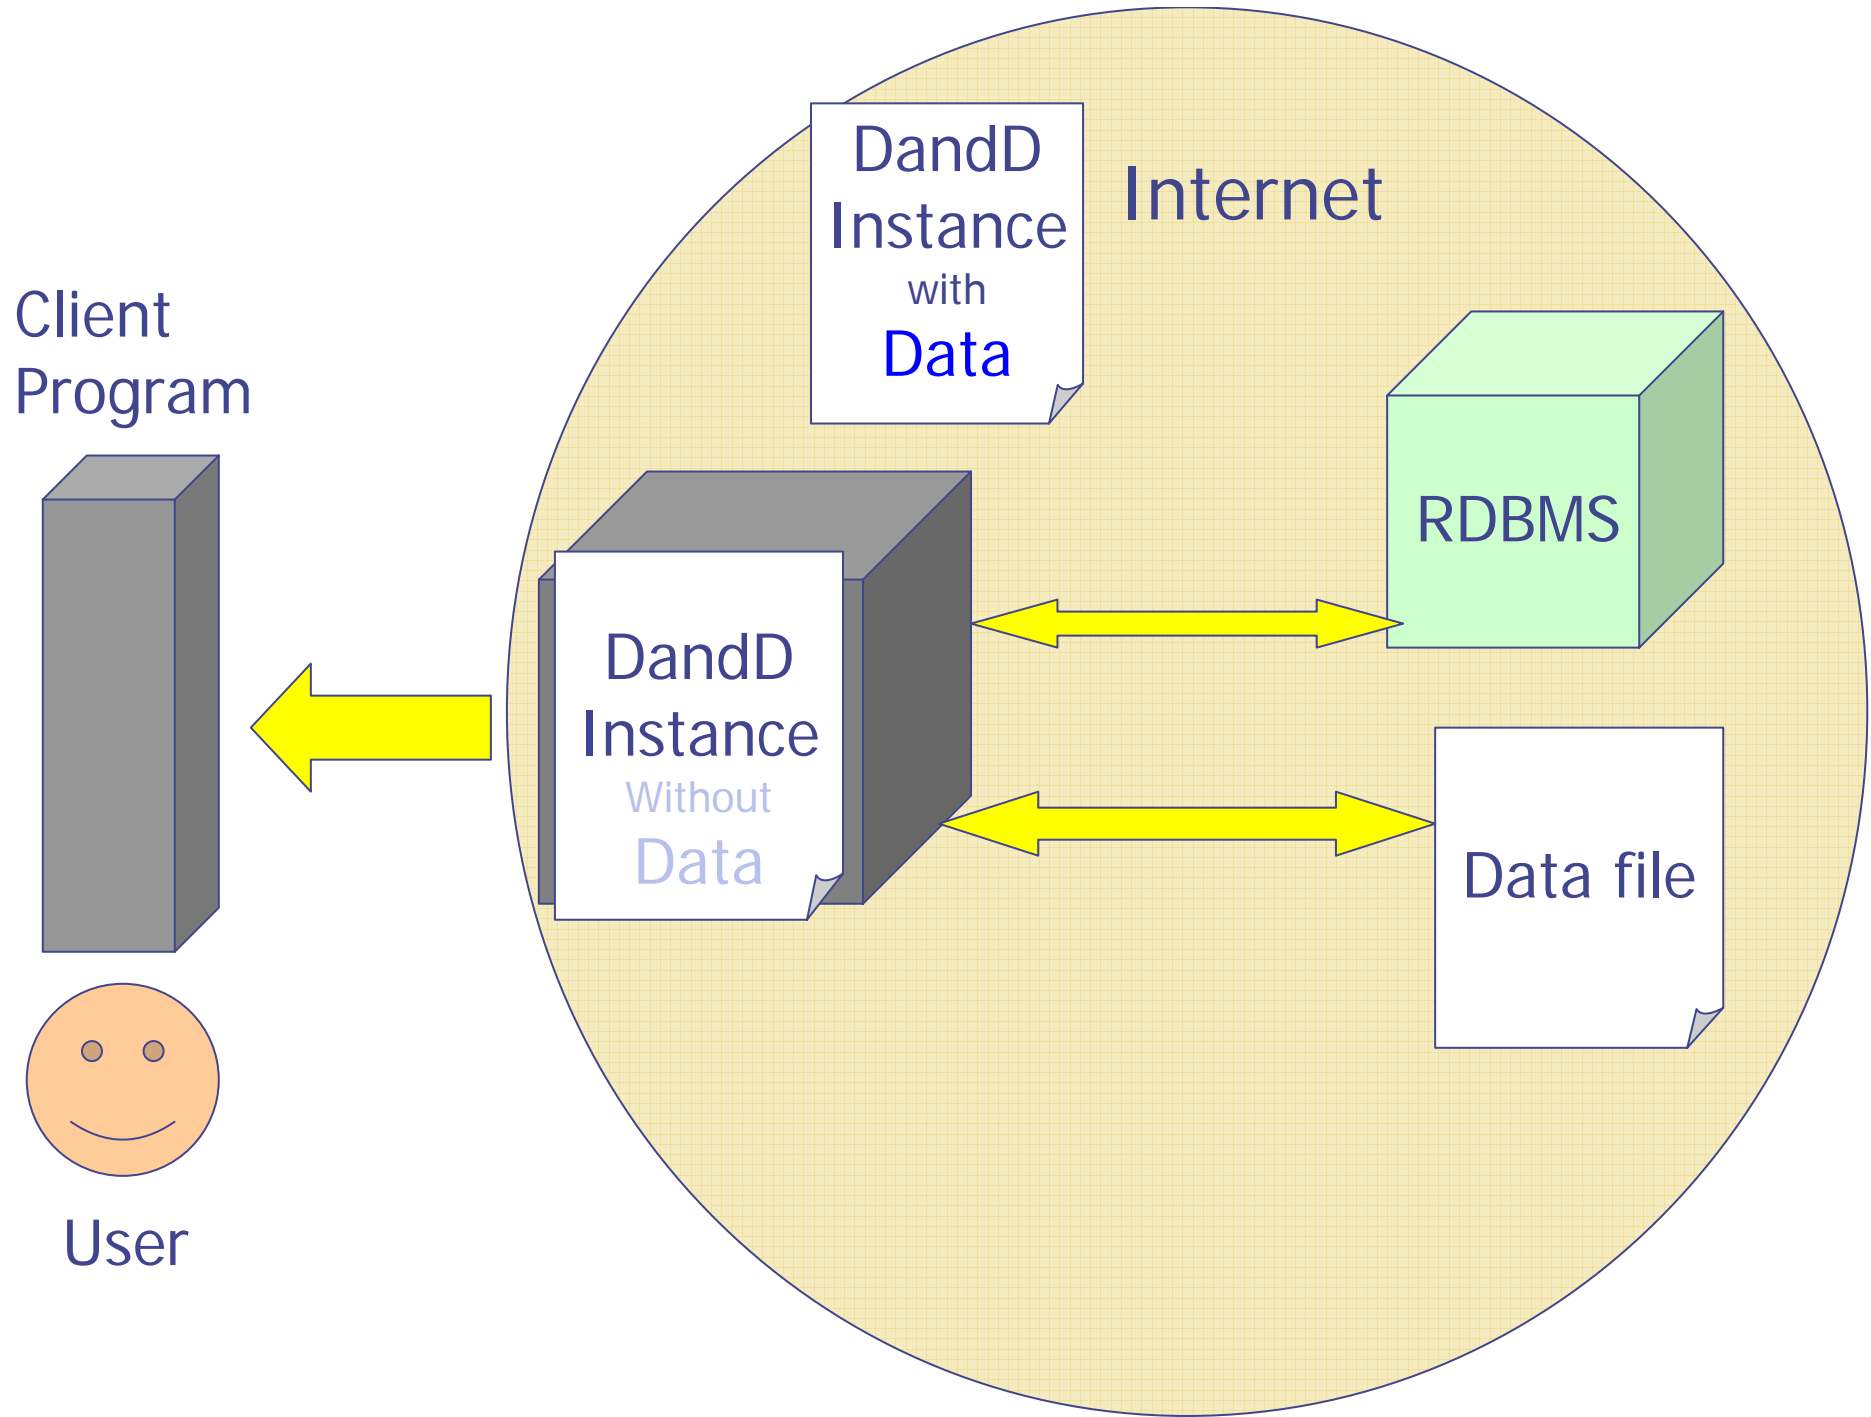 DandD
Instance
with
Data
Internet
Client
Program
RDBMS
DandD
Instance
Without
Data
Data file
User